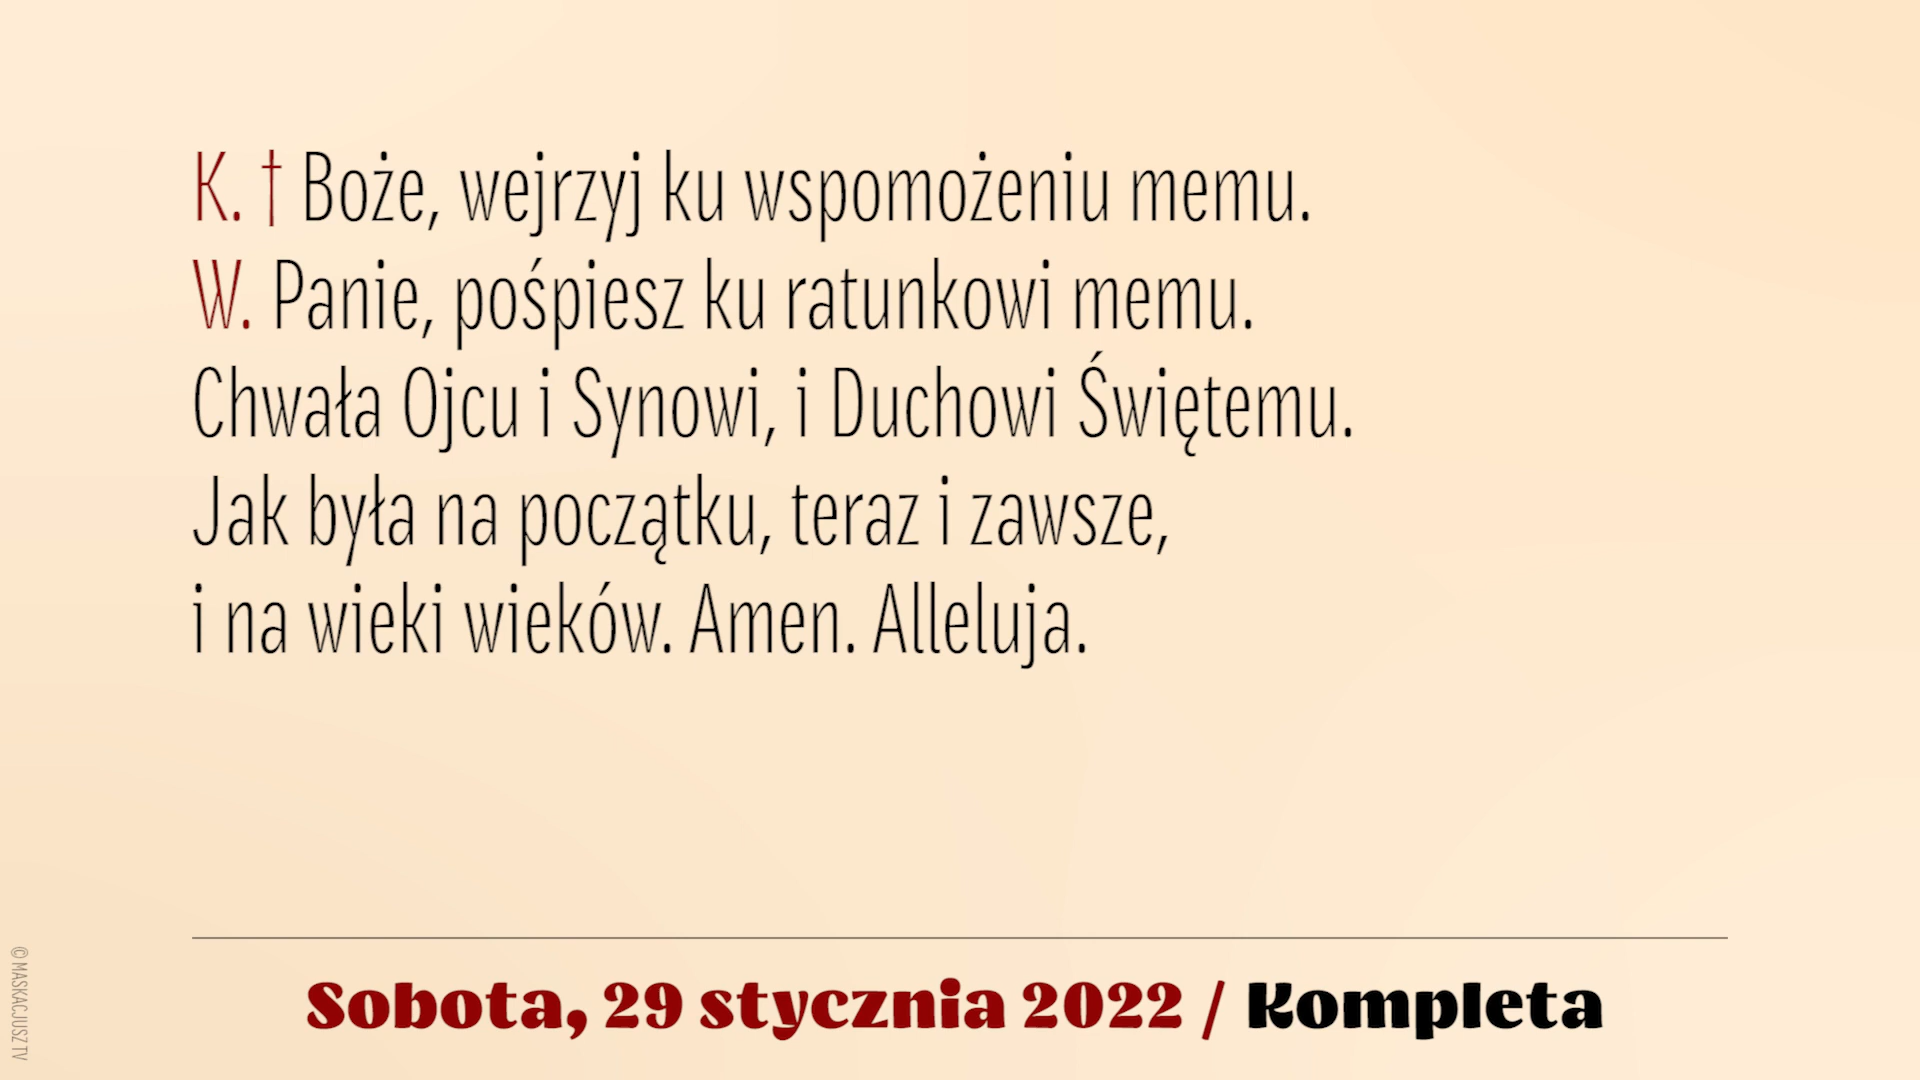 K. † Boże, wejrzyj ku wspomożeniu memu.
W. Panie, pośpiesz ku ratunkowi memu.
Chwała Ojcu i Synowi, i Duchowi Świętemu.
Jak była na początku, teraz i zawsze,
i na wieki wieków. Amen. Alleluja.
Sobota, 29 stycznia 2022 / Kompleta
© MASKACJUSZ TV